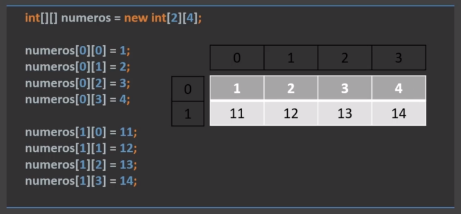 int[][] numeros = new int[2][4];
numeros[0][0] = 1;
numeros[0][1] = 2;
numeros[0][2] = 3;
numeros[0][3] = 4;
numeros[1][0] = 11;
numeros[1][1] = 12;
numeros[1][2] = 13;
numeros[1][3] = 14;
0 1 2 3
0 1 2 3 4
1 11 12 13 14